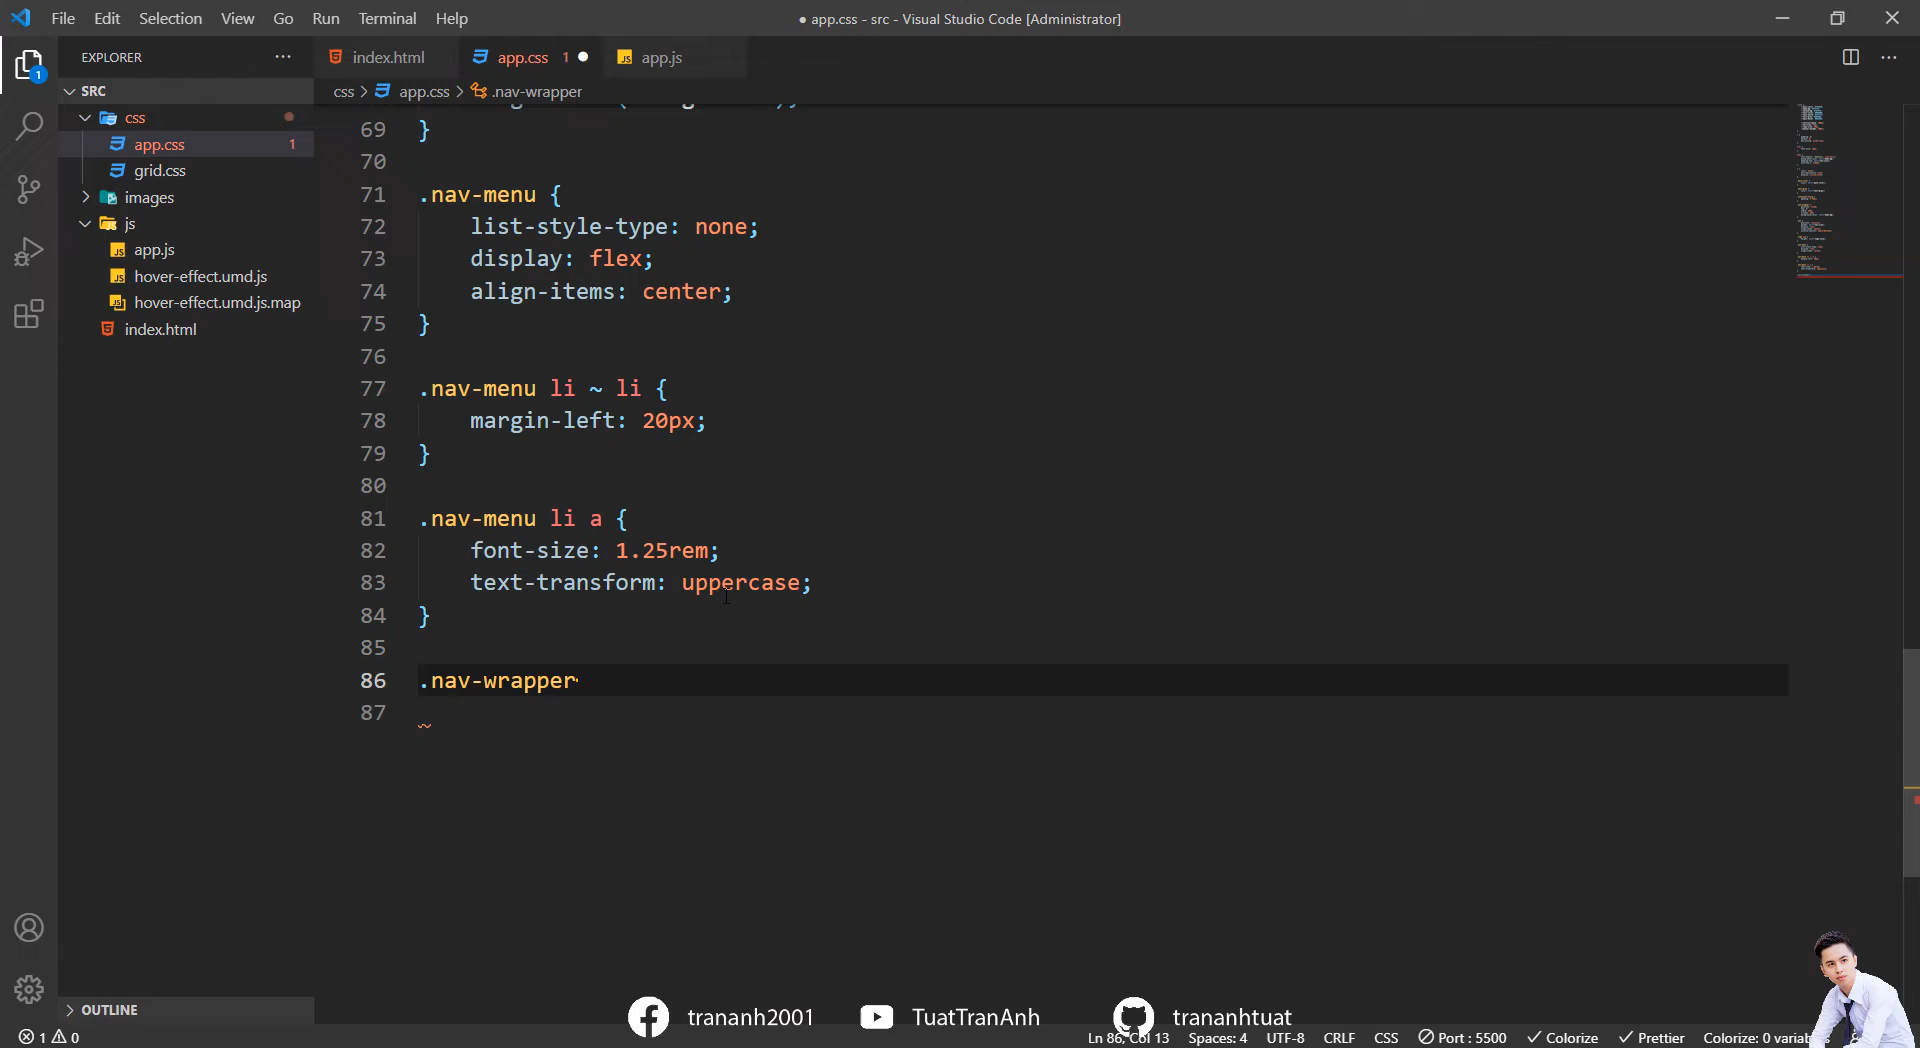 File Edit Selection View Go Run Terminal Help
● app.css - src - Visual Studio Code [Administrator]
EXPLORER ···
index.html
app.css 1 ●
app.js
···
SRC
css > app.css > .nav-wrapper
css
app.css 1
grid.css
images
js
app.js
hover-effect.umd.js
hover-effect.umd.js.map
index.html
69 }
70
71 .nav-menu {
72 list-style-type: none;
73 display: flex;
74 align-items: center;
75 }
76
77 .nav-menu li ~ li {
78 margin-left: 20px;
79 }
80
81 .nav-menu li a {
82 font-size: 1.25rem;
83 text-transform: uppercase;
84 }
85
86 .nav-wrapper
87
OUTLINE
trananh2001 TuatTranAnh trananhtuat
1 0 Ln 86, Col 13 Spaces: 4 UTF-8 CRLF CSS Port : 5500 Colorize Prettier Colorize: 0